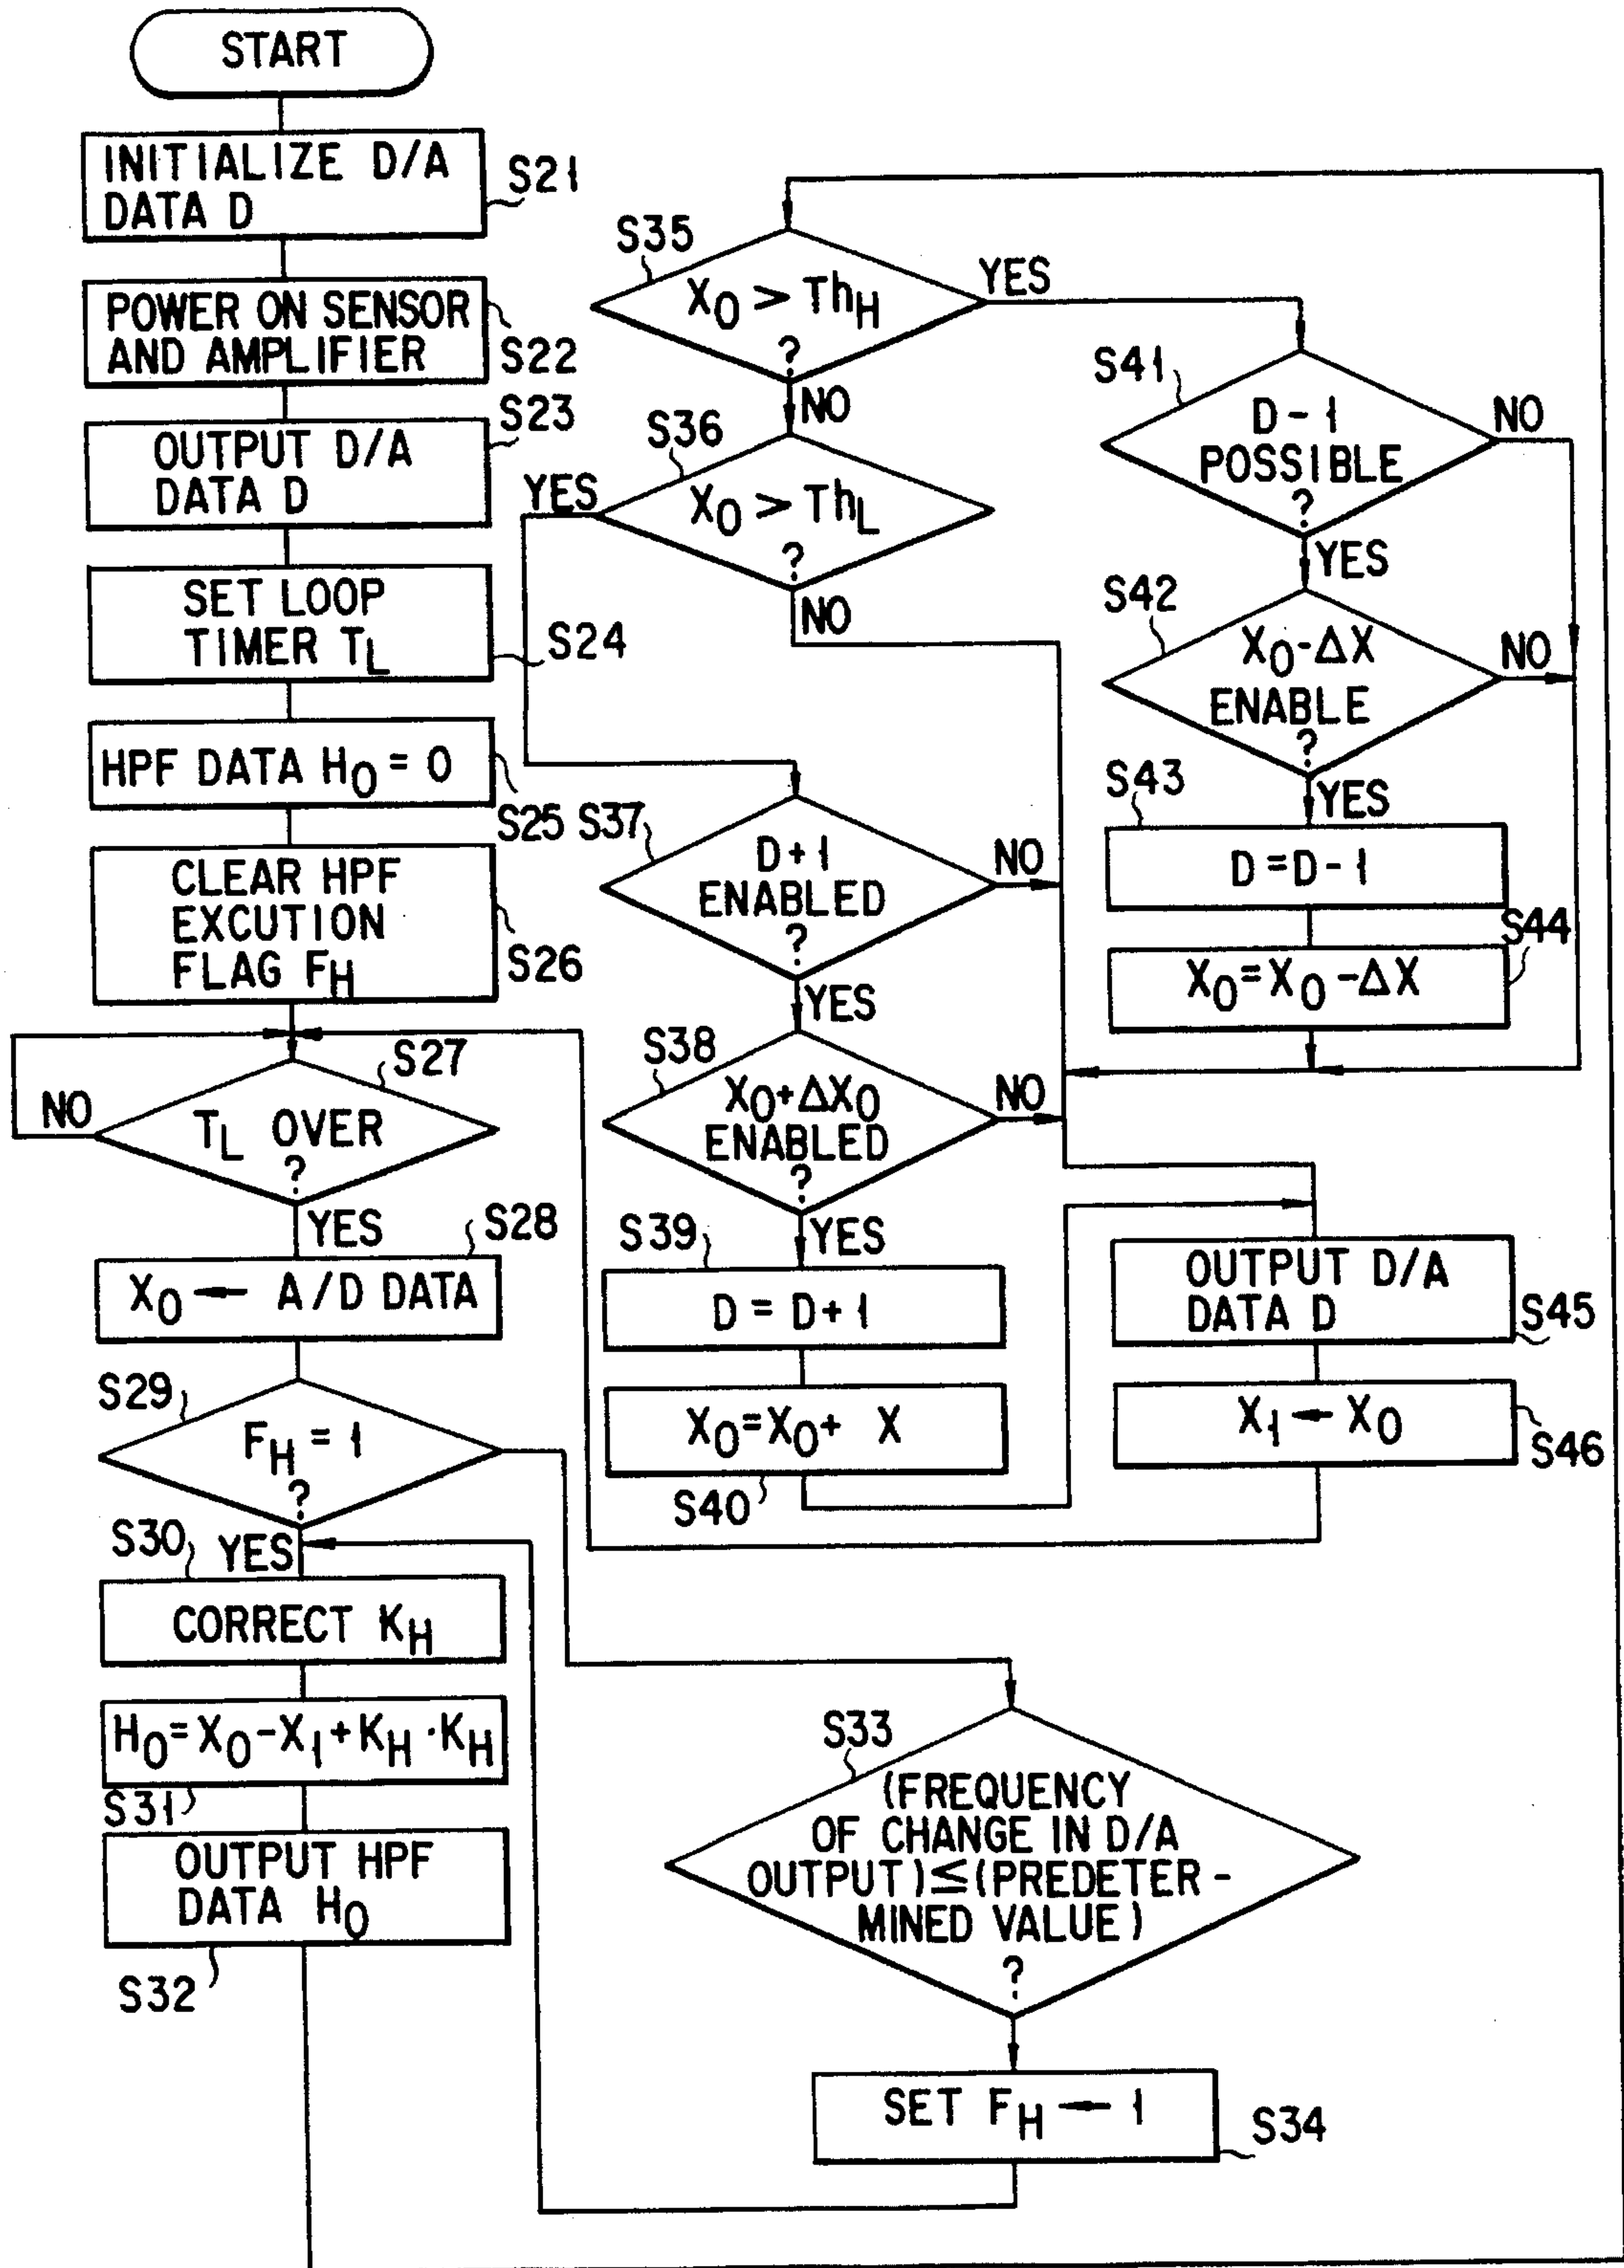 START
INITIALIZE D/A
DATA D
S21
POWER ON SENSOR
AND AMPLIFIER
S22
OUTPUT D/A
DATA D
S23
SET LOOP
TIMER TL
S24
HPF DATA H0 = 0
S25
CLEAR HPF
EXCUTION
FLAG FH
S26
S27
TL OVER
?
NO
YES
S28
X0 ← A/D DATA
S29
FH = 1
?
YES
S30
CORRECT KH
H0=X0-X1+KH·KH
S31
OUTPUT HPF
DATA H0
S32
S33
(FREQUENCY
OF CHANGE IN D/A
OUTPUT)≦(PREDETER-
MINED VALUE)
?
SET FH ← 1
S34
S35
X0 > ThH
?
YES
NO
S36
X0 > ThL
?
YES
NO
S37
D+1
ENABLED
?
NO
YES
S38
X0+ΔX0
ENABLED
?
NO
YES
S39
D = D+1
X0=X0+ X
S40
S41
D-1
POSSIBLE
?
NO
YES
S42
X0-ΔX
ENABLE
?
NO
YES
S43
D=D-1
S44
X0=X0-ΔX
OUTPUT D/A
DATA D
S45
X1←X0
S46